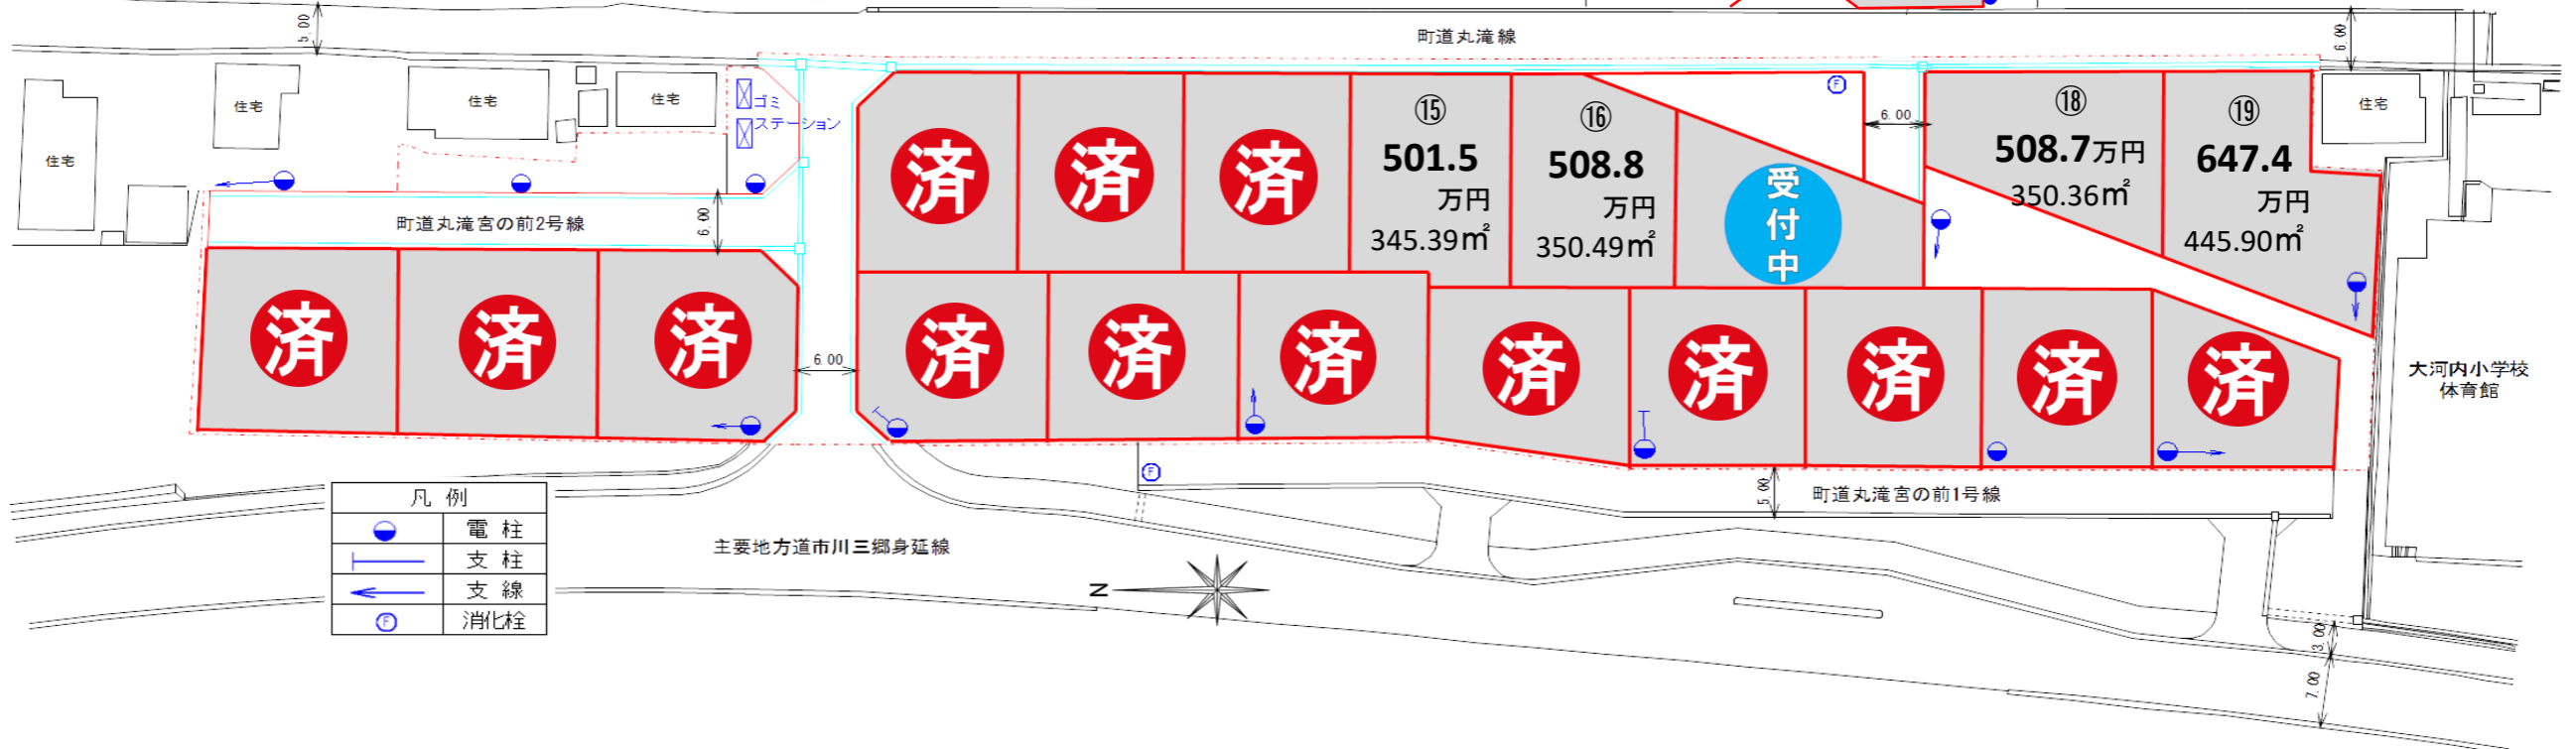 5.00
町道丸滝線
6.00
住宅
住宅
住宅
住宅
ゴミ
ステーション
F
6.00
住宅
⑮
501.5
万円
345.39㎡
⑯
508.8
万円
350.49㎡
⑱
508.7万円
350.36㎡
⑲
647.4
万円
445.90㎡
済
済
済
受
付
中
町道丸滝宮の前2号線
6.00
済
済
済
6.00
済
済
済
済
済
済
済
済
大河内小学校
体育館
F
5.00
町道丸滝宮の前1号線
凡 例
電 柱
支 柱
支 線
F
消化栓
主要地方道市川三郷身延線
N
3.00
7.00